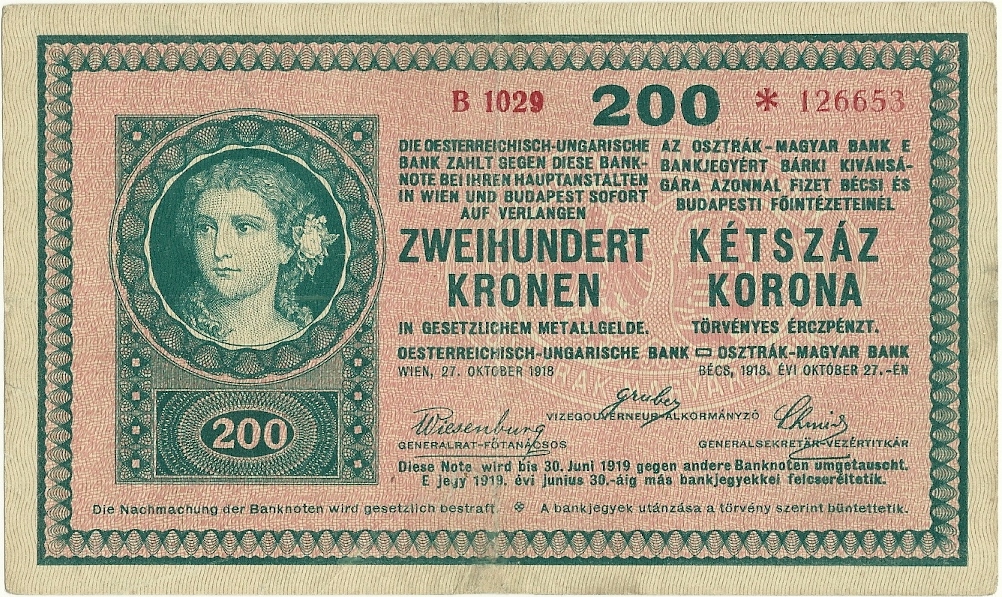 B 1029 200 * 126653
DIE OESTERREICHISCH-UNGARISCHE
BANK ZAHLT GEGEN DIESE BANK-
NOTE BEI IHREN HAUPTANSTALTEN
IN WIEN UND BUDAPEST SOFORT
AUF VERLANGEN
AZ OSZTRÁK-MAGYAR BANK E
BANKJEGYÉRT BÁRKI KIVÁNSÁ-
GÁRA AZONNAL FIZET BÉCSI ÉS
BUDAPESTI FŐINTÉZETEINÉL
ZWEIHUNDERT
KRONEN
KÉTSZÁZ
KORONA
IN GESETZLICHEM METALLGELDE.
TÖRVÉNYES ÉRCZPÉNZT.
OESTERREICHISCH-UNGARISCHE BANK
OSZTRÁK-MAGYAR BANK
WIEN, 27. OKTOBER 1918
BÉCS, 1918. ÉVI OKTÓBER 27.-ÉN
200
Wiesenburg
GENERALRAT-FŐTANÁCSOS
Gruber
VIZEGOUVERNEUR-ALKORMÁNYZÓ
Schmid
GENERALSEKRETÄR-VEZÉRTITKÁR
Diese Note wird bis 30. Juni 1919 gegen andere Banknoten umgetauscht.
E jegy 1919. évi junius 30.-áig más bankjegyekkel felcseréltetik.
Die Nachmachung der Banknoten wird gesetzlich bestraft. A bankjegyek utánzása a törvény szerint büntettetik.